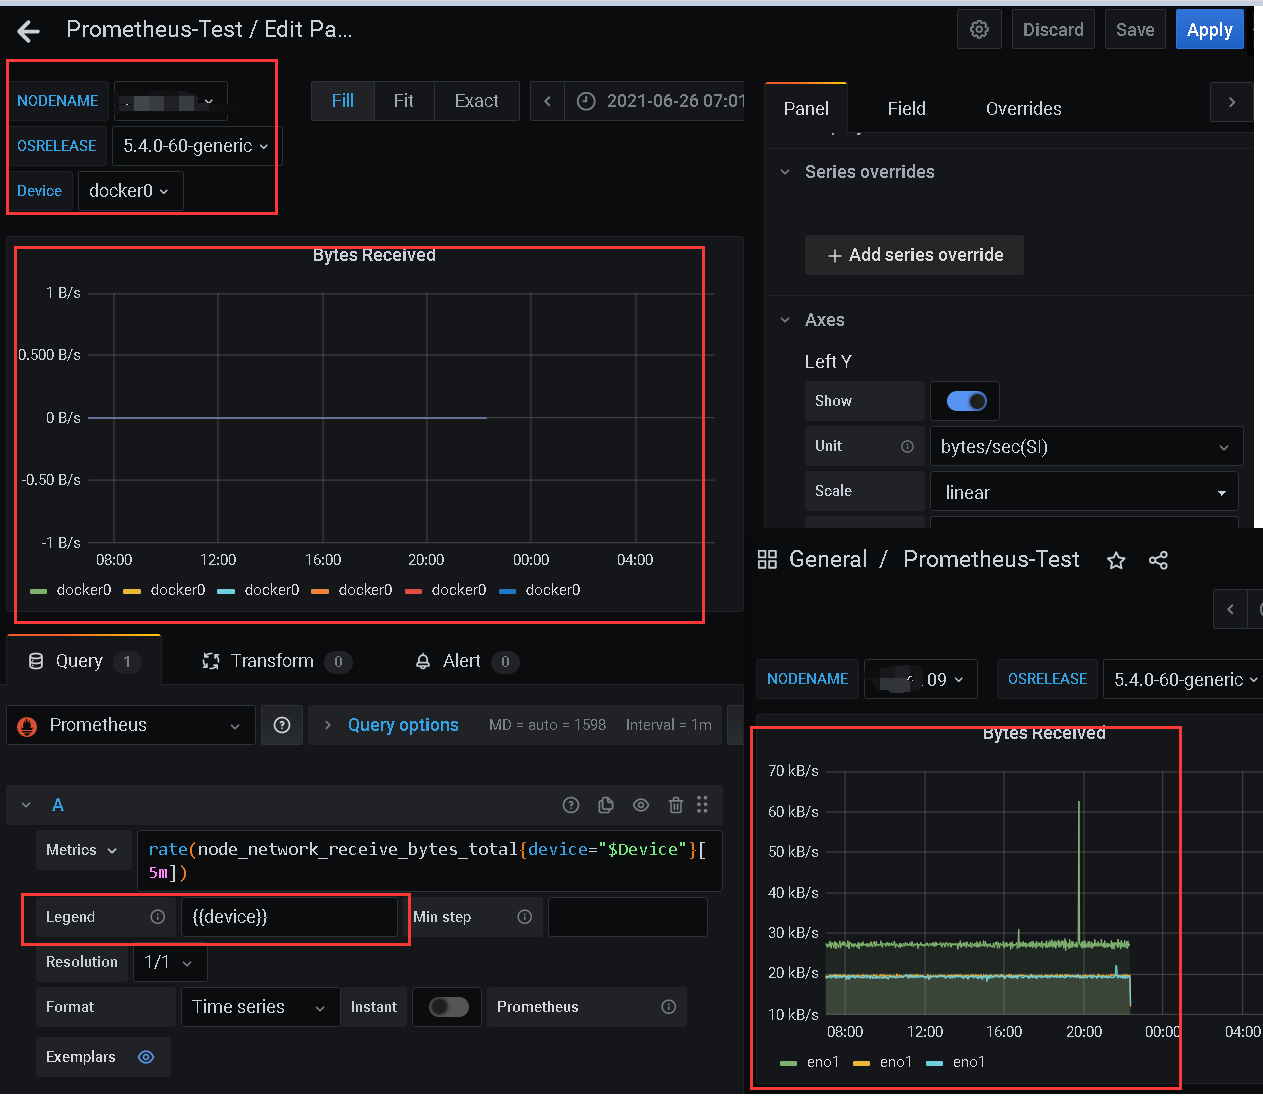 Prometheus-Test / Edit Pa...
Discard
Save
Apply
NODENAME
OSRELEASE
5.4.0-60-generic
Device
docker0
Fill
Fit
Exact
2021-06-26 07:01
Panel
Field
Overrides
Series overrides
+ Add series override
Axes
Left Y
Show
Unit
bytes/sec(SI)
Scale
linear
Bytes Received
1 B/s
0.500 B/s
0 B/s
-0.50 B/s
-1 B/s
08:00 12:00 16:00 20:00 00:00 04:00
docker0 docker0 docker0 docker0 docker0 docker0
Query 1
Transform 0
Alert 0
Prometheus
Query options
MD = auto = 1598
Interval = 1m
A
Metrics
rate(node_network_receive_bytes_total{device="$Device"}[
5m])
Legend
{{device}}
Min step
Resolution
1/1
Format
Time series
Instant
Prometheus
Exemplars
General / Prometheus-Test
NODENAME
.09
OSRELEASE
5.4.0-60-generic
Bytes Received
70 kB/s
60 kB/s
50 kB/s
40 kB/s
30 kB/s
20 kB/s
10 kB/s
08:00 12:00 16:00 20:00 00:00 04:00
eno1 eno1 eno1